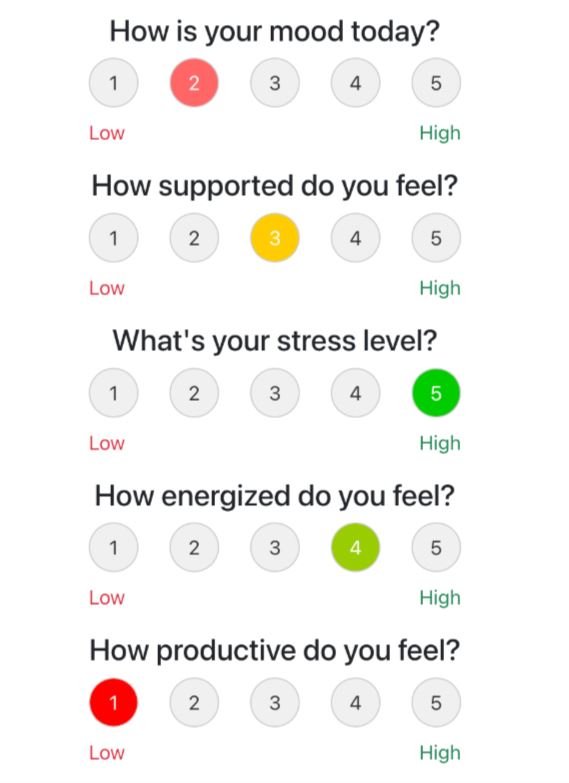 How is your mood today?
1 2 3 4 5
Low High
How supported do you feel?
1 2 3 4 5
Low High
What's your stress level?
1 2 3 4 5
Low High
How energized do you feel?
1 2 3 4 5
Low High
How productive do you feel?
1 2 3 4 5
Low High